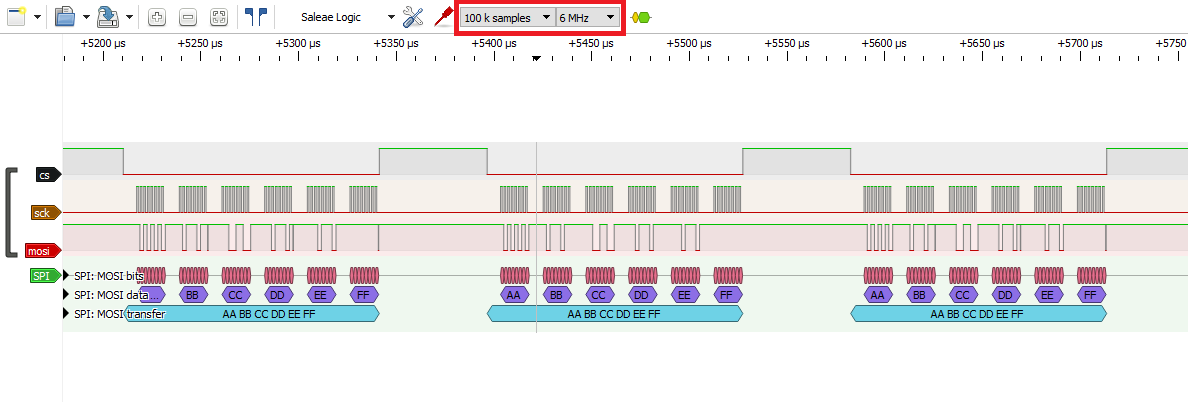 Saleae Logic 100 k samples 6 MHz
+5200 µs +5250 µs +5300 µs +5350 µs +5400 µs +5450 µs +5500 µs +5550 µs +5600 µs +5650 µs +5700 µs +5750
cs
sck
mosi
SPI SPI: MOSI bits
SPI: MOSI data ... BB CC DD EE FF AA BB CC DD EE FF AA BB CC DD EE FF
SPI: MOSI transfer AA BB CC DD EE FF AA BB CC DD EE FF AA BB CC DD EE FF